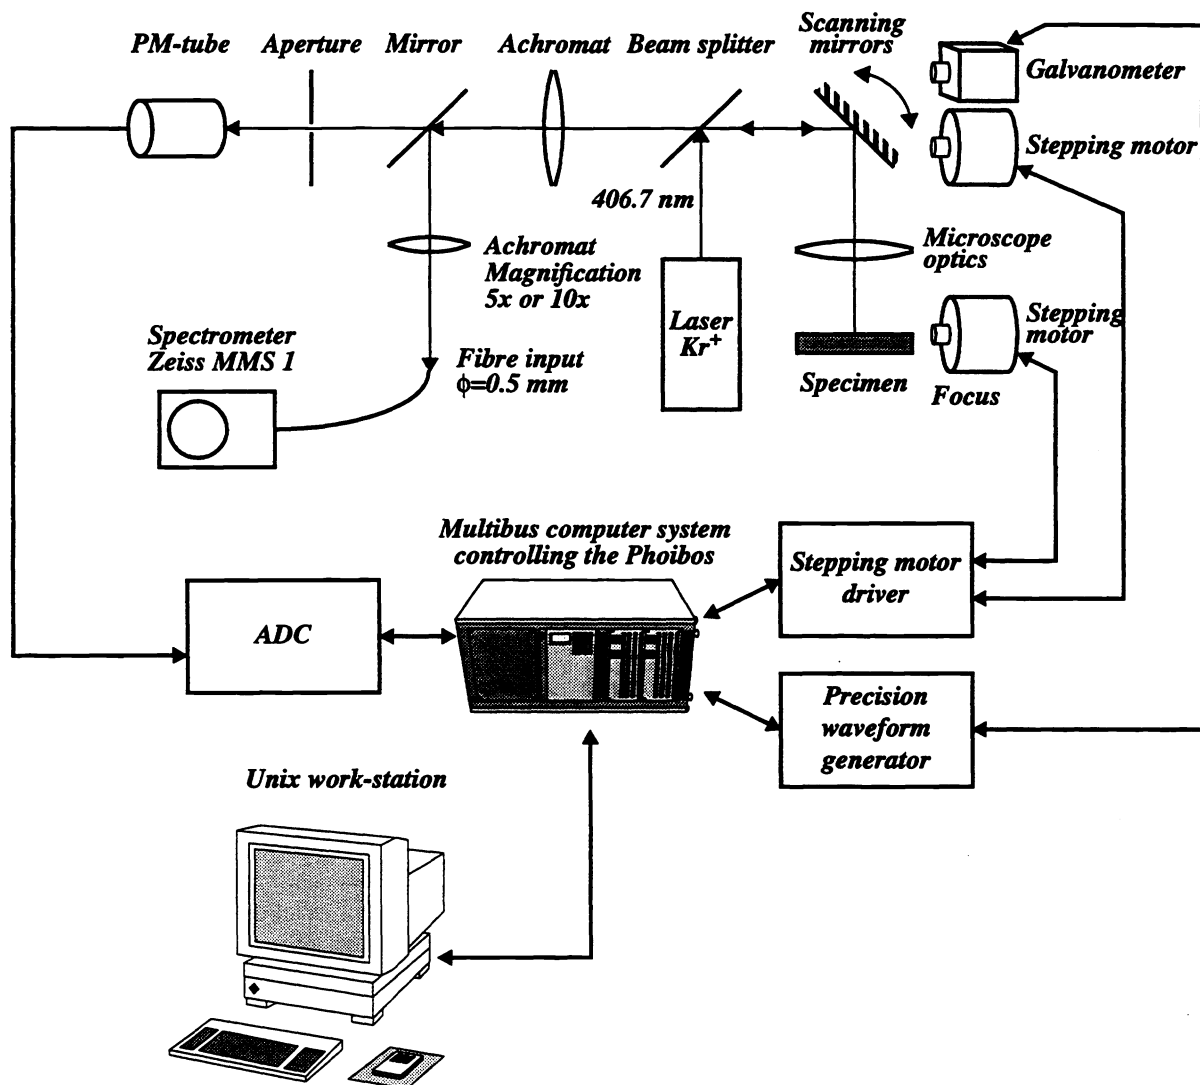 PM-tube
Aperture
Mirror
Achromat
Beam splitter
Scanning
mirrors
Galvanometer
Stepping motor
406.7 nm
Achromat
Magnification
5x or 10x
Microscope
optics
Laser
Kr+
Stepping
motor
Spectrometer
Zeiss MMS 1
Fibre input
ϕ=0.5 mm
Specimen
Focus
Multibus computer system
controlling the Phoibos
Stepping motor
driver
ADC
Precision
waveform
generator
Unix work-station